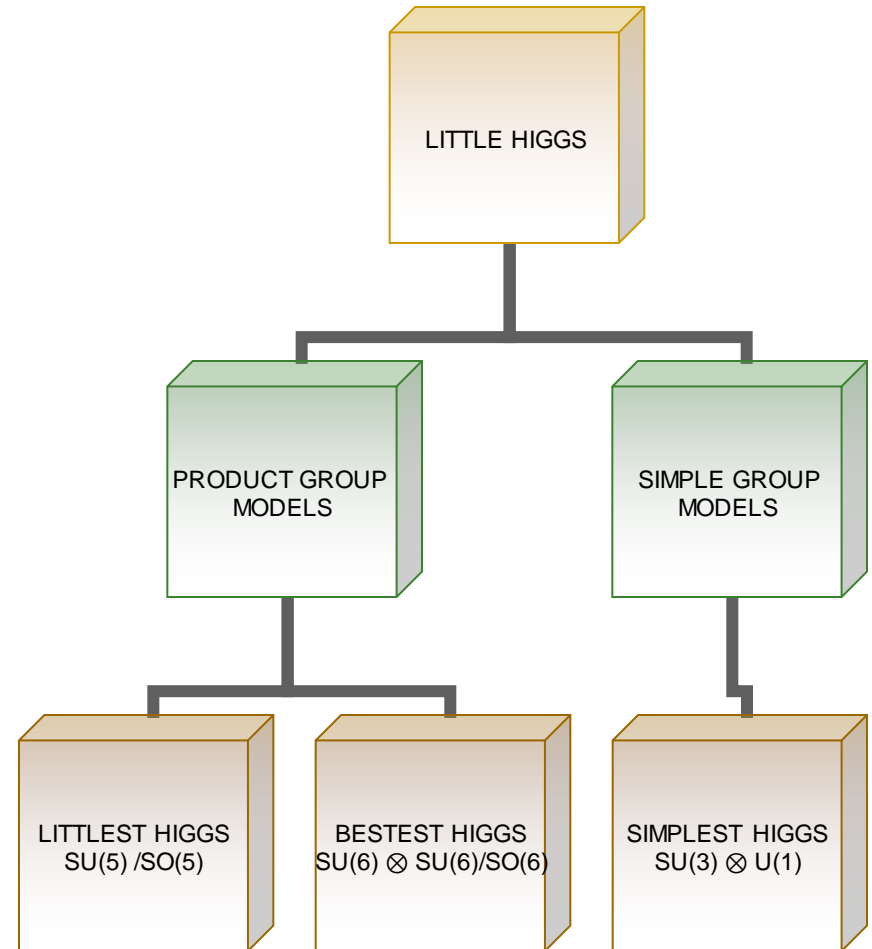 LITTLE HIGGS
PRODUCT GROUP
MODELS
SIMPLE GROUP
MODELS
LITTLEST HIGGS
SU(5) /SO(5)
BESTEST HIGGS
SU(6) ⊗ SU(6)/SO(6)
SIMPLEST HIGGS
SU(3) ⊗ U(1)